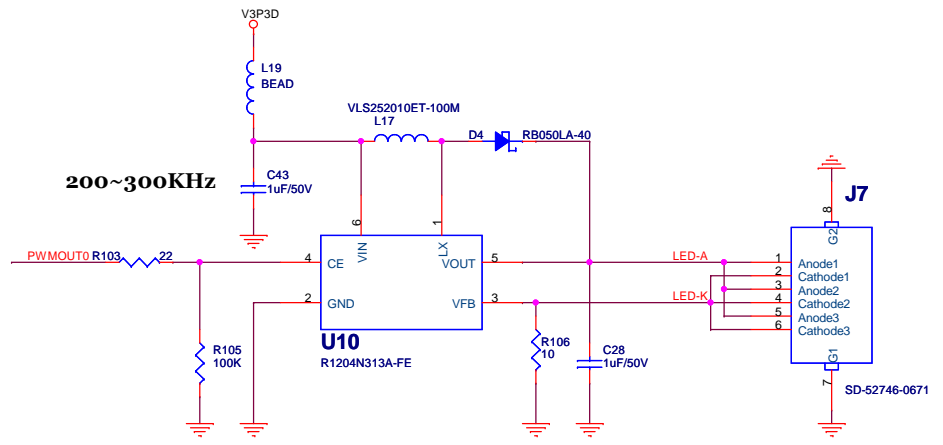 V3P3D
L19
BEAD
VLS252010ET-100M
L17
D4
RB050LA-40
200~300KHz
C43
1uF/50V
J7
8
G2
6
1
VIN
LX
PWMOUT0
R103
22
4
CE
VOUT
5
LED-A
1
Anode1
2
Cathode1
3
Anode2
2
GND
VFB
3
LED-K
4
Cathode2
5
Anode3
6
Cathode3
U10
R1204N313A-FE
R105
100K
R106
10
C28
1uF/50V
G1
7
SD-52746-0671